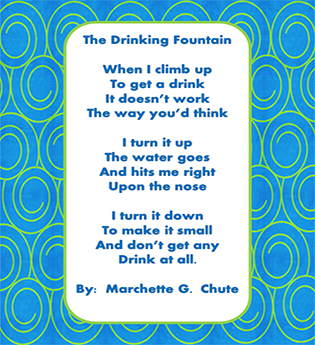 The Drinking Fountain
When I climb up
To get a drink
It doesn't work
The way you'd think
I turn it up
The water goes
And hits me right
Upon the nose
I turn it down
To make it small
And don't get any
Drink at all.
By: Marchette G. Chute